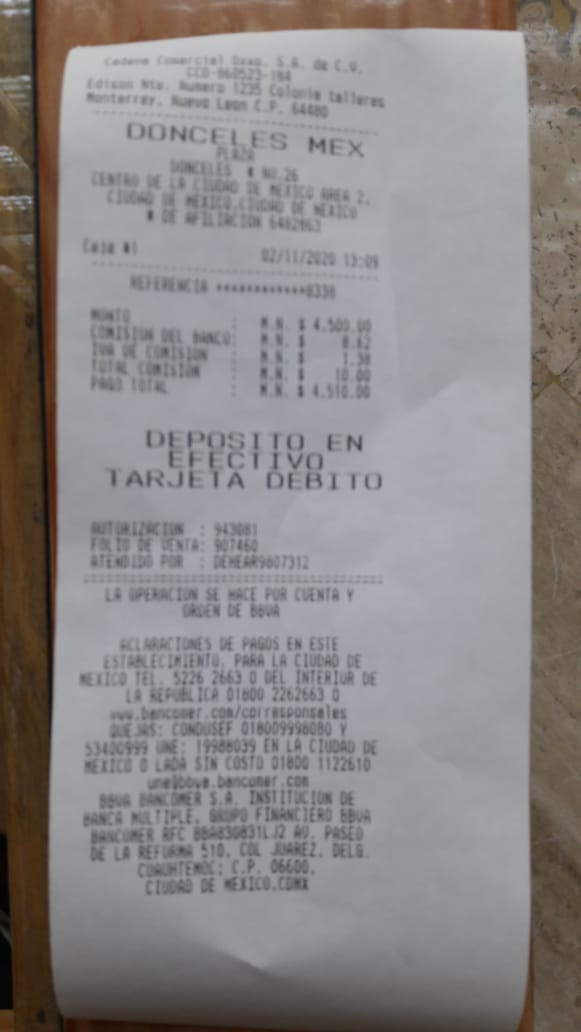 Cadena Comercial Oxxo, S.A. de C.V.
CCO-860523-1N4
Edison Nte. Numero 1235 Colonia talleres
Monterrey, Nuevo Leon C.P. 64480
DONCELES MEX
PLAZA
DONCELES # NO.26
CENTRO DE LA CIUDAD DE MEXICO AREA 2,
CIUDAD DE MEXICO,CIUDAD DE MEXICO
# DE AFILIACION 6482863
Caja #1 02/11/2020 13:09
REFERENCIA ************8338
MONTO : M.N. $ 4,500.00
COMISION DEL BANCO: M.N. $ 8.62
IVA DE COMISION : M.N. $ 1.38
TOTAL COMISION : M.N. $ 10.00
PAGO TOTAL : M.N. $ 4,510.00
DEPOSITO EN
EFECTIVO
TARJETA DEBITO
AUTORIZACION : 943081
FOLIO DE VENTA: 907460
ATENDIDO POR : DEHEAR9807312
LA OPERACION SE HACE POR CUENTA Y
ORDEN DE BBVA
ACLARACIONES DE PAGOS EN ESTE
ESTABLECIMIENTO, PARA LA CIUDAD DE
MEXICO TEL. 5226 2663 O DEL INTERIOR DE
LA REPUBLICA 01800 2262663 O
www.bancomer.com/corresponsales
QUEJAS: CONDUSEF 018009998080 Y
53400999 UNE: 19988039 EN LA CIUDAD DE
MEXICO O LADA SIN COSTO 01800 1122610
une@bbva.bancomer.com
BBVA BANCOMER S.A. INSTITUCION DE
BANCA MULTIPLE, GRUPO FINANCIERO BBVA
BANCOMER RFC BBA830831LJ2 AV. PASEO
DE LA REFORMA 510, COL JUAREZ, DELG.
CUAUHTEMOC; C.P. 06600,
CIUDAD DE MEXICO,CDMX